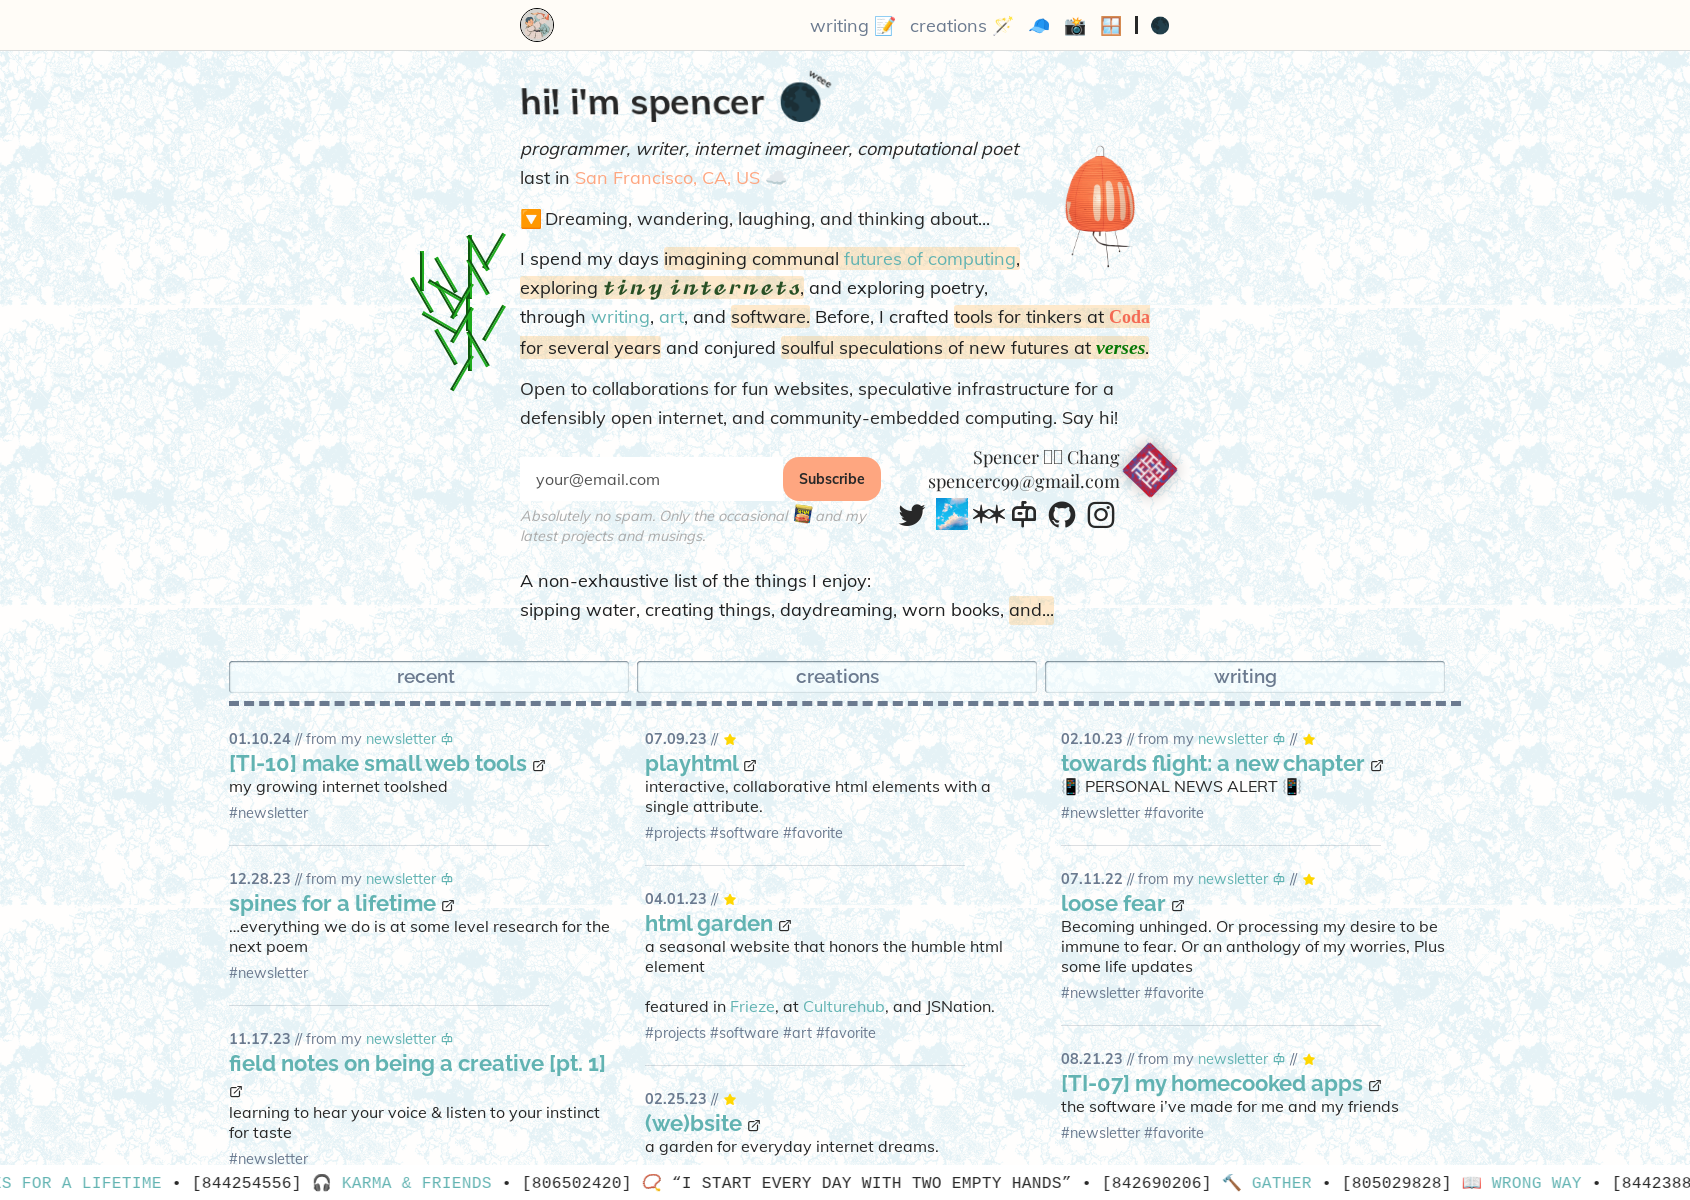 writing 📝 creations 🪄 🧢 📸 🪟 | 🌑
hi! i'm spencer 🌑 weee
programmer, writer, internet imagineer, computational poet
last in San Francisco, CA, US ☁️
🔽 Dreaming, wandering, laughing, and thinking about...
I spend my days imagining communal futures of computing,
exploring tiny internets, and exploring poetry,
through writing, art, and software. Before, I crafted tools for tinkers at Coda
for several years and conjured soulful speculations of new futures at verses.
Open to collaborations for fun websites, speculative infrastructure for a
defensibly open internet, and community-embedded computing. Say hi!
your@email.com
Subscribe
Absolutely no spam. Only the occasional and my
latest projects and musings.
Spencer Chang
spencerc99@gmail.com
A non-exhaustive list of the things I enjoy:
sipping water, creating things, daydreaming, worn books, and...
recent
creations
writing
01.10.24 // from my newsletter
[TI-10] make small web tools
my growing internet toolshed
#newsletter
12.28.23 // from my newsletter
spines for a lifetime
...everything we do is at some level research for the
next poem
#newsletter
11.17.23 // from my newsletter
field notes on being a creative [pt. 1]
learning to hear your voice & listen to your instinct
for taste
#newsletter
07.09.23 // ⭐
playhtml
interactive, collaborative html elements with a
single attribute.
#projects #software #favorite
04.01.23 // ⭐
html garden
a seasonal website that honors the humble html
element
featured in Frieze, at Culturehub, and JSNation.
#projects #software #art #favorite
02.25.23 // ⭐
(we)bsite
a garden for everyday internet dreams.
02.10.23 // from my newsletter // ⭐
towards flight: a new chapter
📳 PERSONAL NEWS ALERT 📳
#newsletter #favorite
07.11.22 // from my newsletter // ⭐
loose fear
Becoming unhinged. Or processing my desire to be
immune to fear. Or an anthology of my worries, Plus
some life updates
#newsletter #favorite
08.21.23 // from my newsletter // ⭐
[TI-07] my homecooked apps
the software i've made for me and my friends
#newsletter #favorite
S FOR A LIFETIME • [844254556] 🎧 KARMA & FRIENDS • [806502420] 📿 “I START EVERY DAY WITH TWO EMPTY HANDS” • [842690206] 🔨 GATHER • [805029828] 📖 WRONG WAY • [8442388